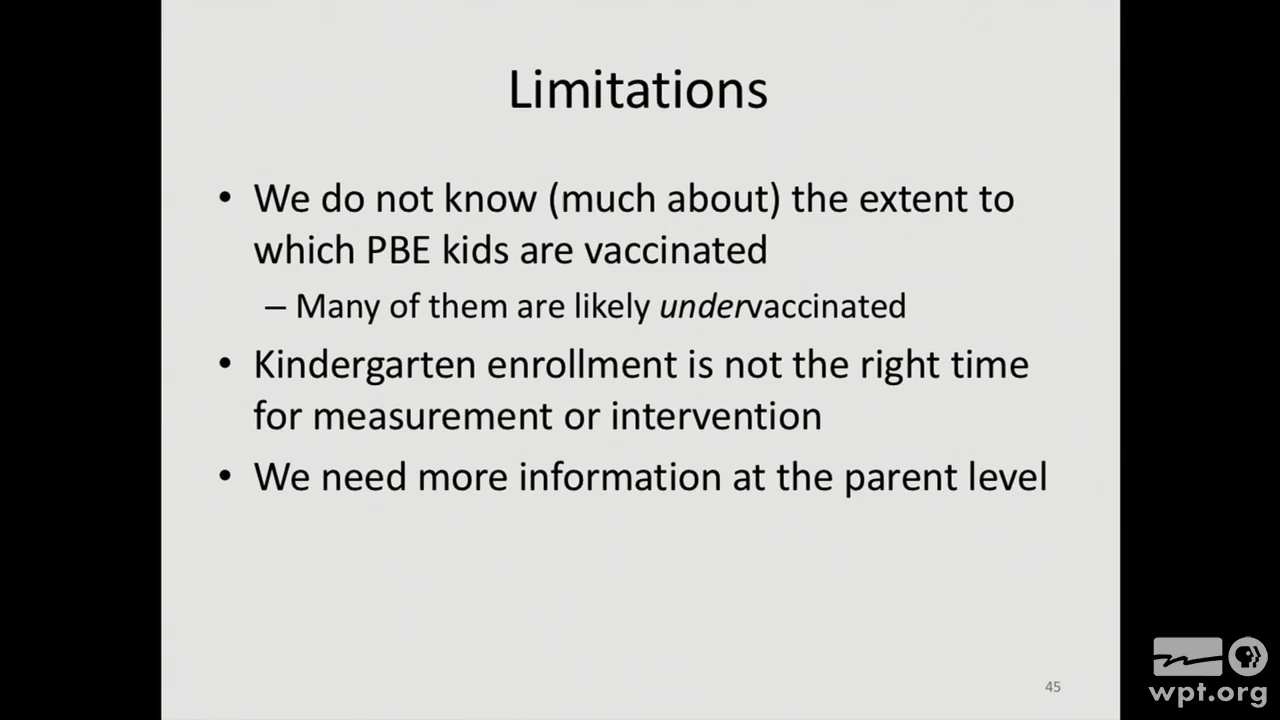 Limitations
• We do not know (much about) the extent to
which PBE kids are vaccinated
– Many of them are likely undervaccinated
• Kindergarten enrollment is not the right time
for measurement or intervention
• We need more information at the parent level
45
wpt.org